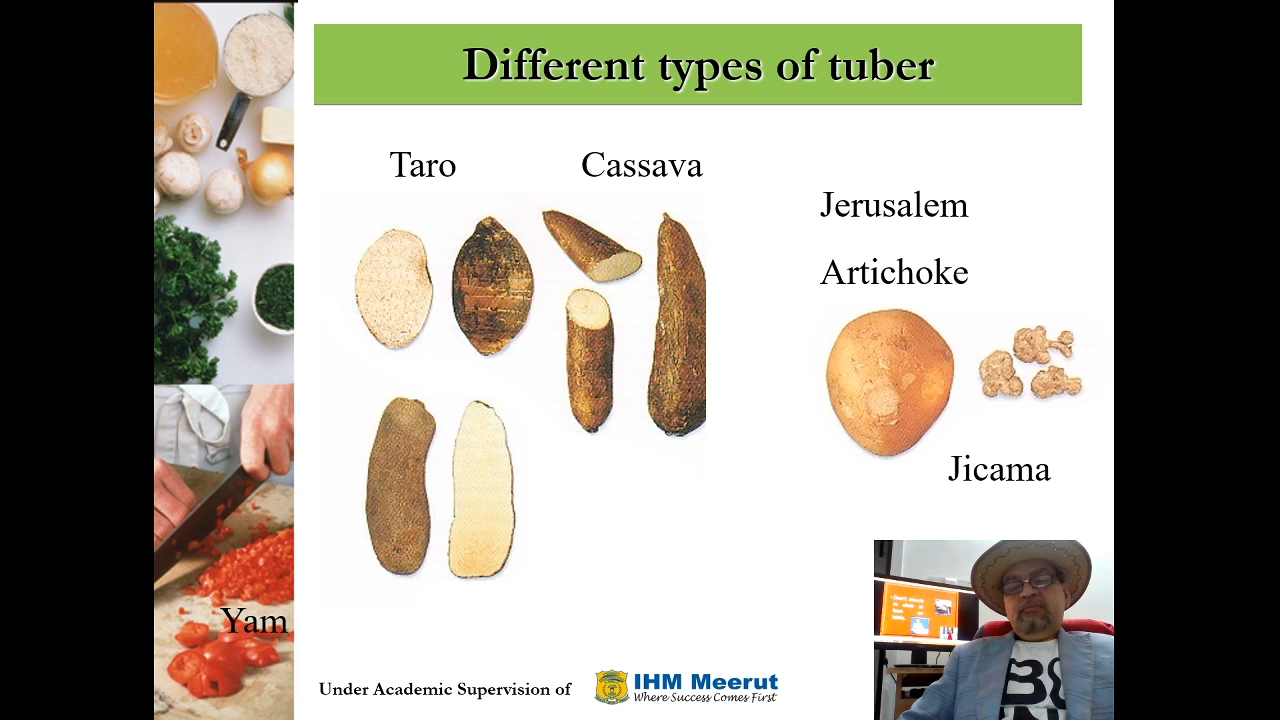 Different types of tuber
Taro
Cassava
Jerusalem
Artichoke
Jicama
Yam
Under Academic Supervision of
IHM Meerut
Where Success Comes First